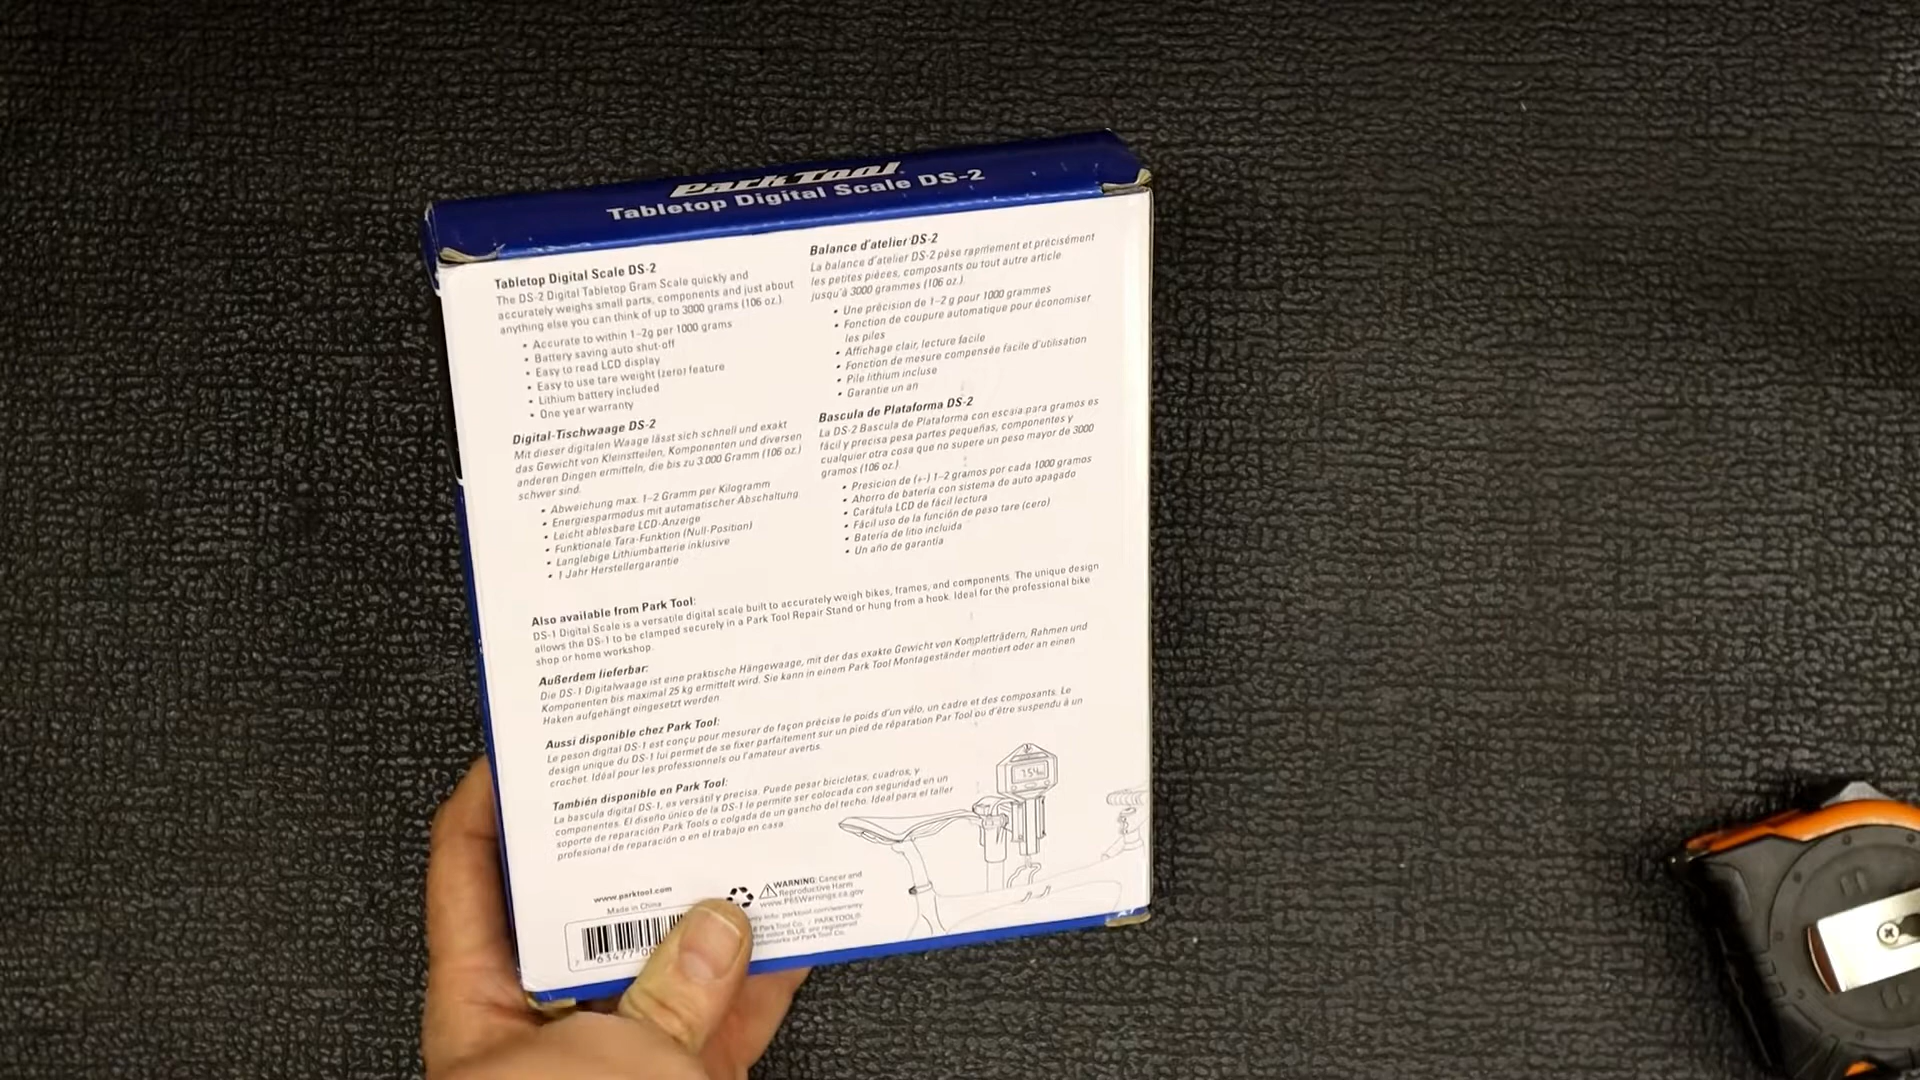 Park Tool
Tabletop Digital Scale DS-2
Tabletop Digital Scale DS-2
The DS-2 Digital Tabletop Gram Scale quickly and
accurately weighs small parts, components and just about
anything else you can think of up to 3000 grams (106 oz.)
• Accurate to within 1-2g per 1000 grams
• Battery saving auto shut-off
• Easy to read LCD display
• Easy to use tare weight (zero) feature
• Lithium battery included
• One year warranty
Digital-Tischwaage DS-2
Mit dieser digitalen Waage lässt sich schnell und exakt
das Gewicht von Kleinstteilen, Komponenten und diversen
anderen Dingen ermitteln, die bis zu 3.000 Gramm (106 oz.)
schwer sind.
• Abweichung max. 1-2 Gramm per Kilogramm
• Energiesparmodus mit automatischer Abschaltung
• Leicht ablesbare LCD-Anzeige
• Funktionale Tara-Funktion (Null-Position)
• Langlebige Lithiumbatterie inklusive
• 1 Jahr Herstellergarantie
Balance d'atelier DS-2
La balance d'atelier DS-2 pèse rapidement et précisément
les petites pièces, composants ou tout autre article
jusqu'à 3000 grammes (106 oz.)
• Une précision de 1-2 g pour 1000 grammes
• Fonction de coupure automatique pour économiser
les piles
• Affichage clair, lecture facile
• Fonction de mesure compensée facile d'utilisation
• Pile lithium incluse
• Garantie un an
Bascula de Plataforma DS-2
La DS-2 Bascula de Plataforma con escala para gramos es
fácil y precisa pesa partes pequeñas, componentes y
cualquier otra cosa que no supere un peso mayor de 3000
gramos (106 oz.)
• Presicion de (+-) 1-2 gramos por cada 1000 gramos
• Ahorro de batería con sistema de auto apagado
• Carátula LCD de fácil lectura
• Fácil uso de la función de peso tare (cero)
• Batería de litio incluida
• Un año de garantía
Also available from Park Tool:
DS-1 Digital Scale is a versatile digital scale built to accurately weigh bikes, frames, and components. The unique design
allows the DS-1 to be clamped securely in a Park Tool Repair Stand or hung from a hook. Ideal for the professional bike
shop or home workshop.
Außerdem lieferbar:
Die DS-1 Digitalwaage ist eine praktische Hängewaage, mit der das exakte Gewicht von Kompletträdern, Rahmen und
Komponenten bis maximal 25 kg ermittelt wird. Sie kann in einem Park Tool Montageständer montiert oder an einen
Haken aufgehängt eingesetzt werden.
Aussi disponible chez Park Tool:
Le peson digital DS-1 est conçu pour mesurer de façon précise le poids d'un vélo, un cadre et des composants. Le
design unique du DS-1 lui permet de se fixer parfaitement sur un pied de réparation Par Tool ou d'être suspendu à un
crochet. Idéal pour les professionnels ou l'amateur avertis.
También disponible en Park Tool:
La bascula digital DS-1, es versátil y precisa. Puede pesar bicicletas, cuadros, y
componentes. El diseño único de la DS-1 le permite ser colocada con seguridad en un
soporte de reparación Park Tools o colgada de un gancho del techo. Ideal para el taller
profesional de reparación o en el trabajo en casa
www.parktool.com
Made in China
WARNING: Cancer and
Reproductive Harm
www.P65Warnings.ca.gov
info: parktool.com/warranty
Park Tool Co. / PARKTOOL®
the color BLUE are registered
of Park Tool Co.
7 63477 00